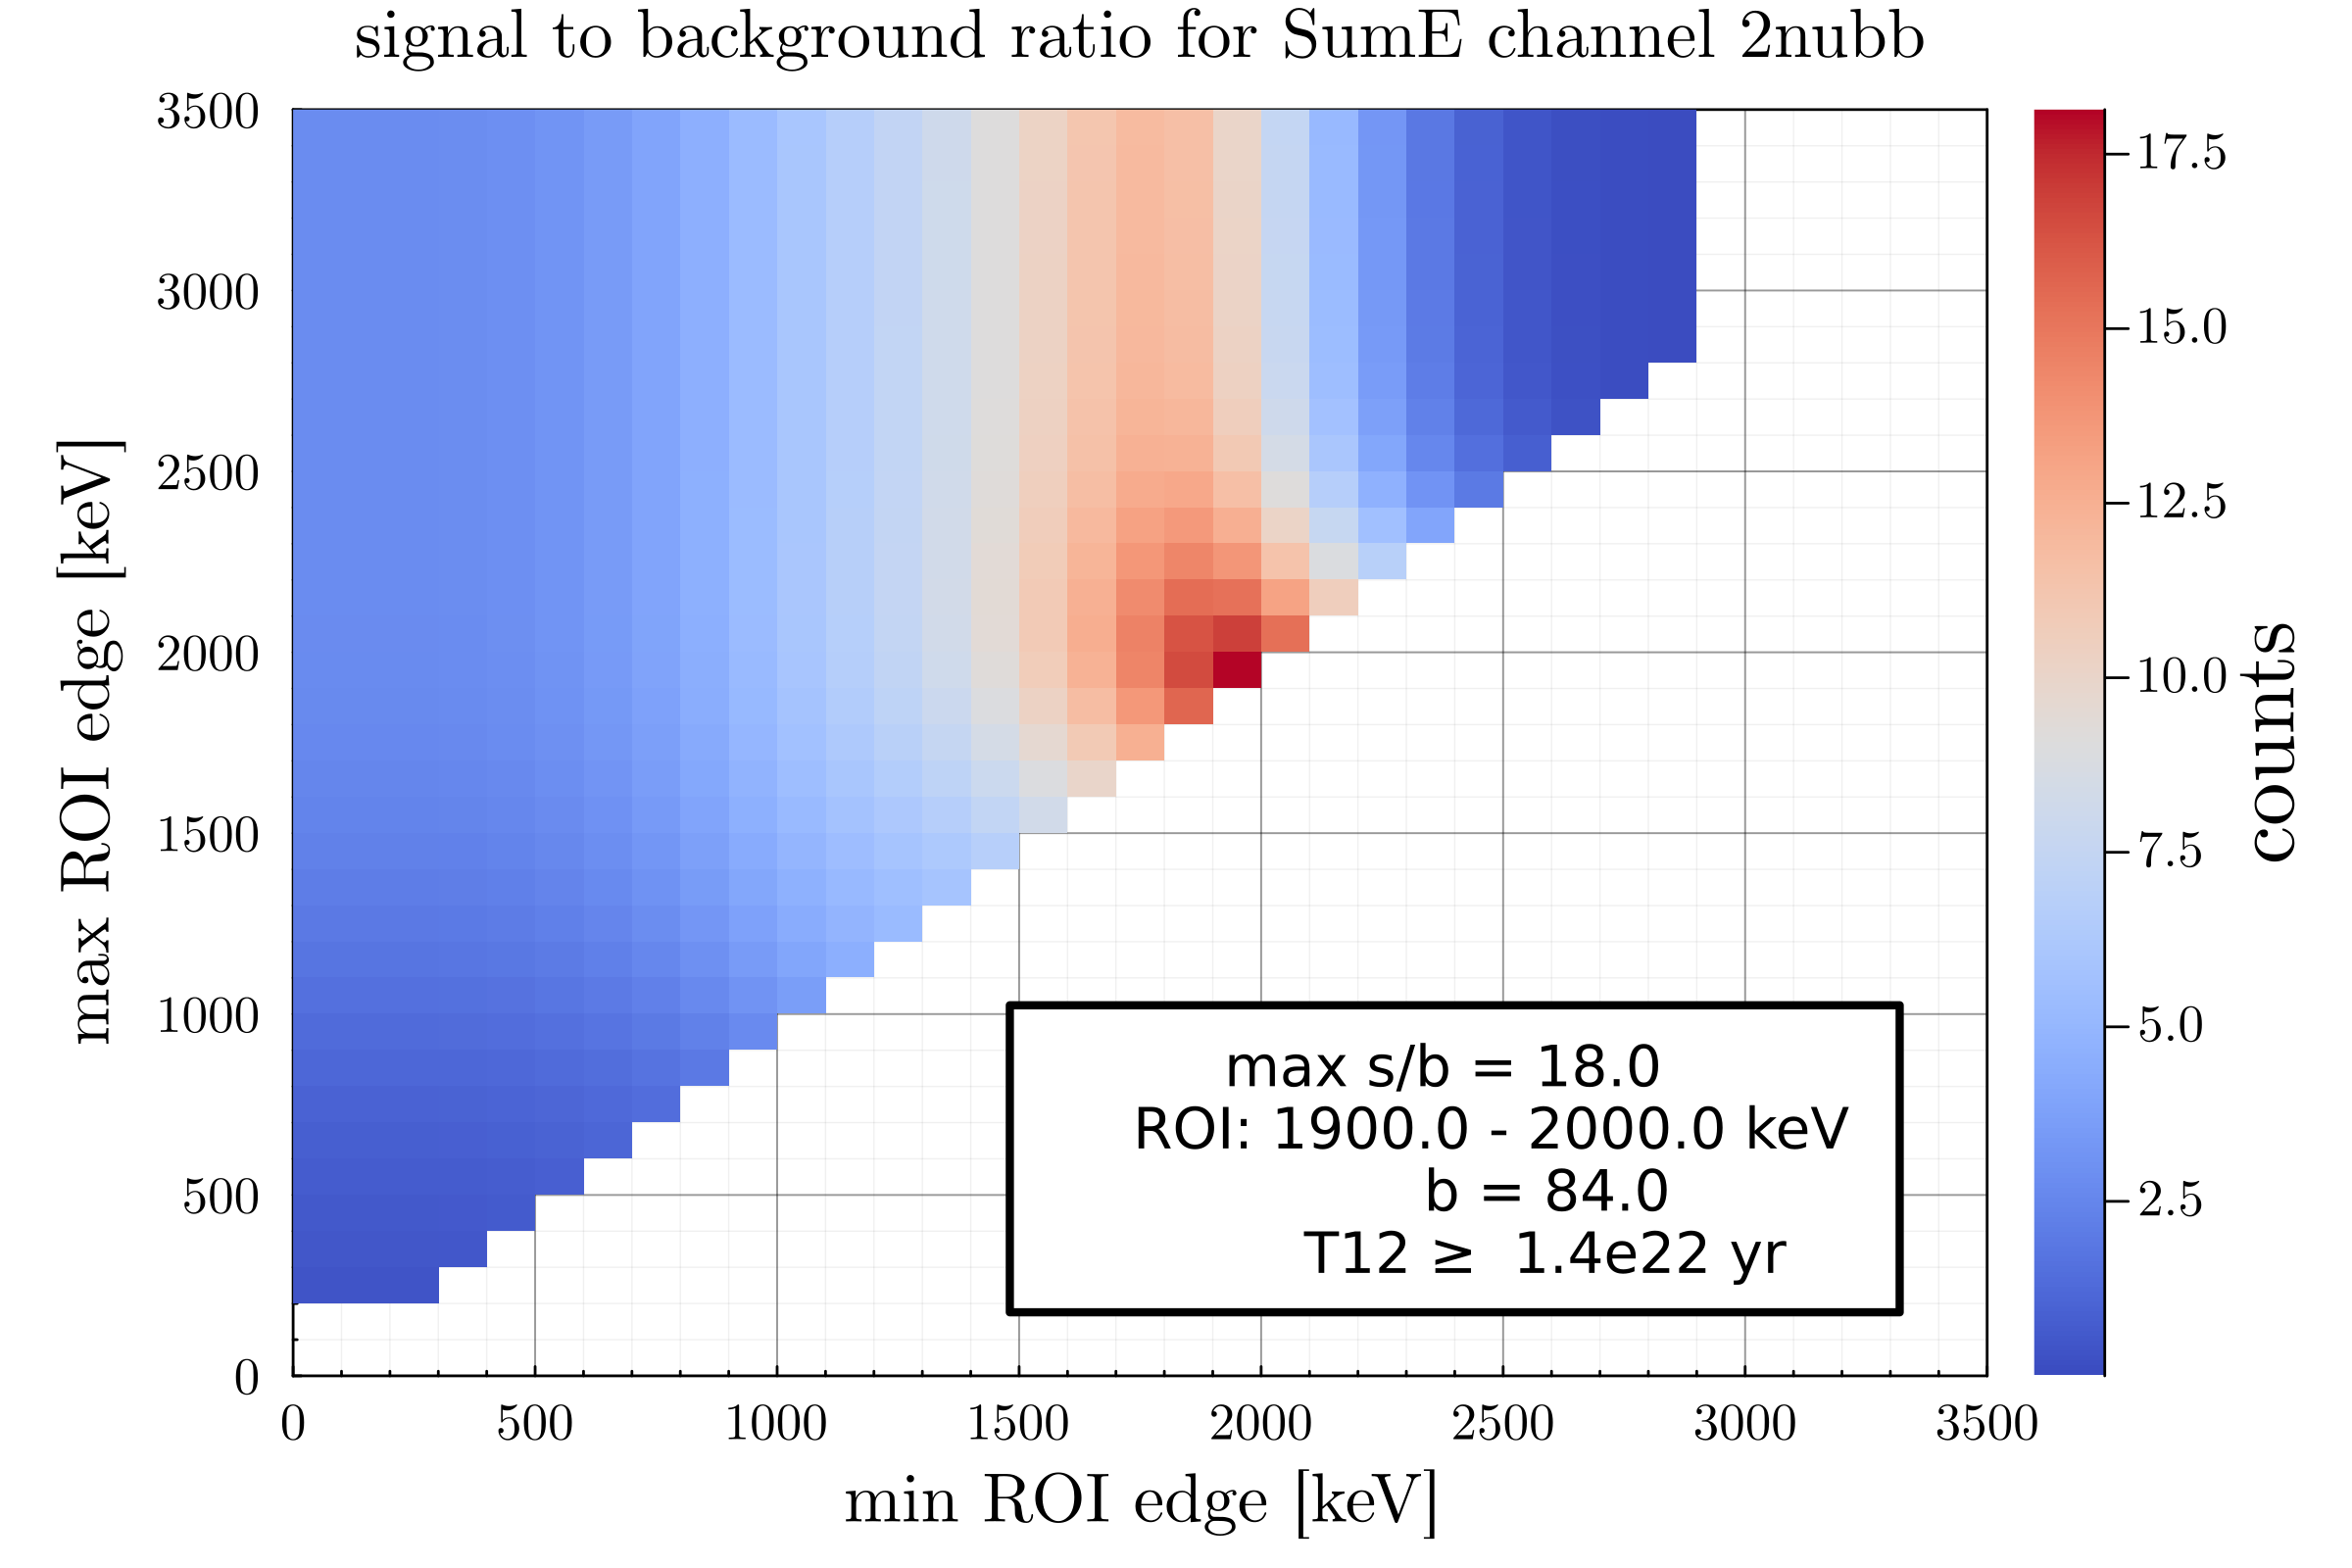 signal to background ratio for SumE channel 2nubb
3500
3000
2500
2000
1500
1000
500
0
max ROI edge [keV]
0 500 1000 1500 2000 2500 3000 3500
min ROI edge [keV]
max s/b = 18.0
ROI: 1900.0 - 2000.0 keV
b = 84.0
T12 ≥ 1.4e22 yr
17.5
15.0
12.5
10.0
7.5
5.0
2.5
counts